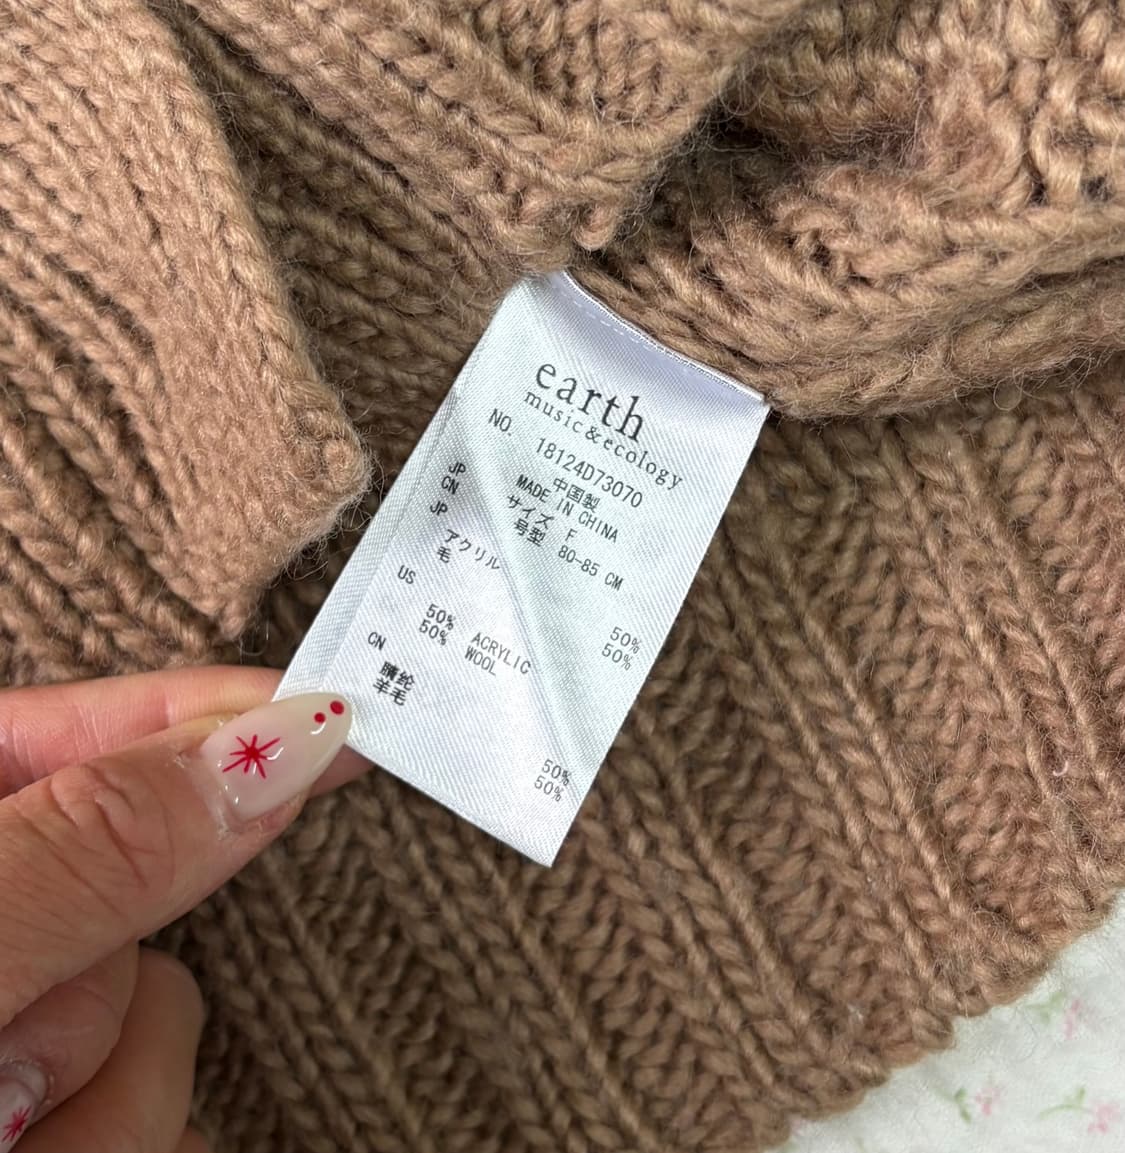 earth
music&ecology
NO. 18124D73070
中国製
MADE IN CHINA
JP サイズ F
CN 号型 80-85 CM
JP
アクリル 50%
毛 50%
US
50% ACRYLIC
50% WOOL
CN
腈纶 50%
羊毛 50%